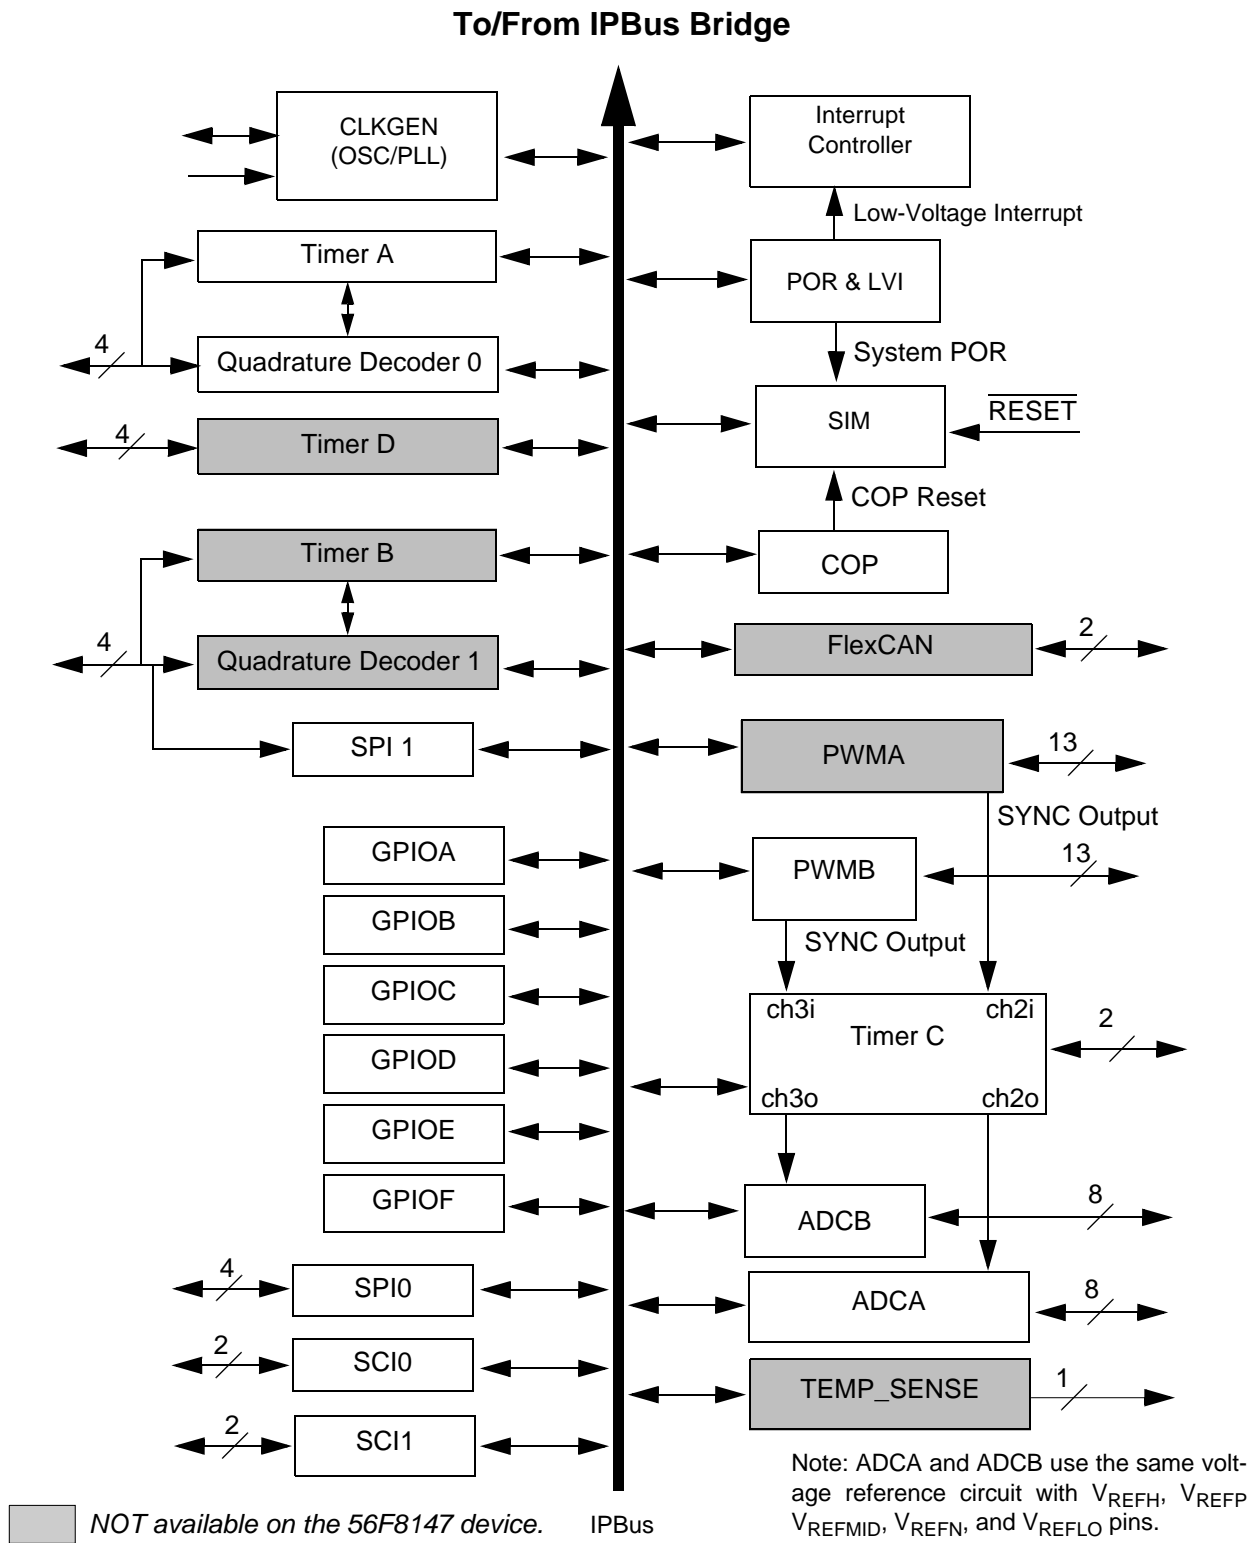 To/From IPBus Bridge
CLKGEN
(OSC/PLL)
Interrupt
Controller
Low-Voltage Interrupt
Timer A
POR & LVI
4
Quadrature Decoder 0
System POR
4
Timer D
SIM
RESET
COP Reset
Timer B
COP
4
Quadrature Decoder 1
FlexCAN
2
SPI 1
PWMA
13
SYNC Output
GPIOA
PWMB
13
GPIOB
SYNC Output
GPIOC
ch3i
ch2i
Timer C
2
GPIOD
ch3o
ch2o
GPIOE
GPIOF
ADCB
8
4
SPI0
ADCA
8
2
SCI0
TEMP_SENSE
1
2
SCI1
Note: ADCA and ADCB use the same volt-
age reference circuit with VREFH, VREFP
VREFMID, VREFN, and VREFLO pins.
NOT available on the 56F8147 device.
IPBus